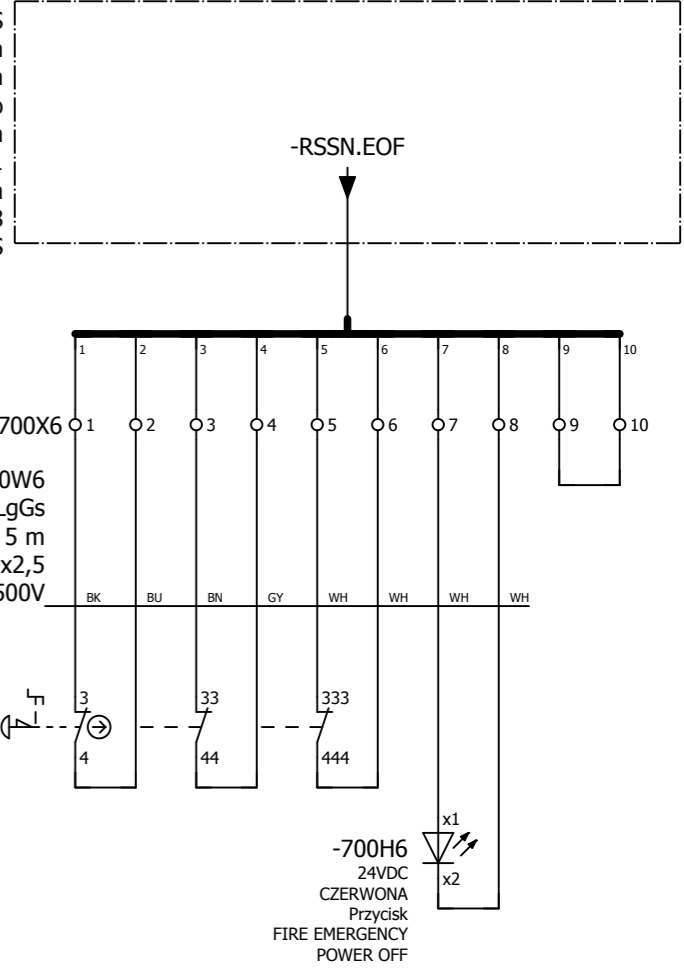 -RSSN.EOF
1 2 3 4 5 6 7 8 9 10
700X6 1 2 3 4 5 6 7 8 9 10
0W6
LgGs
5 m
x2,5
500V
BK BU BN GY WH WH WH WH
3 33 333
4 44 444
x1
-700H6
x2
24VDC
CZERWONA
Przycisk
FIRE EMERGENCY
POWER OFF